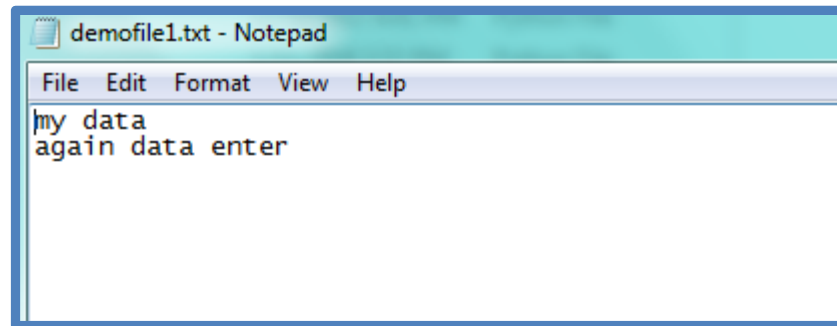 demofile1.txt - Notepad
File Edit Format View Help
my data
again data enter